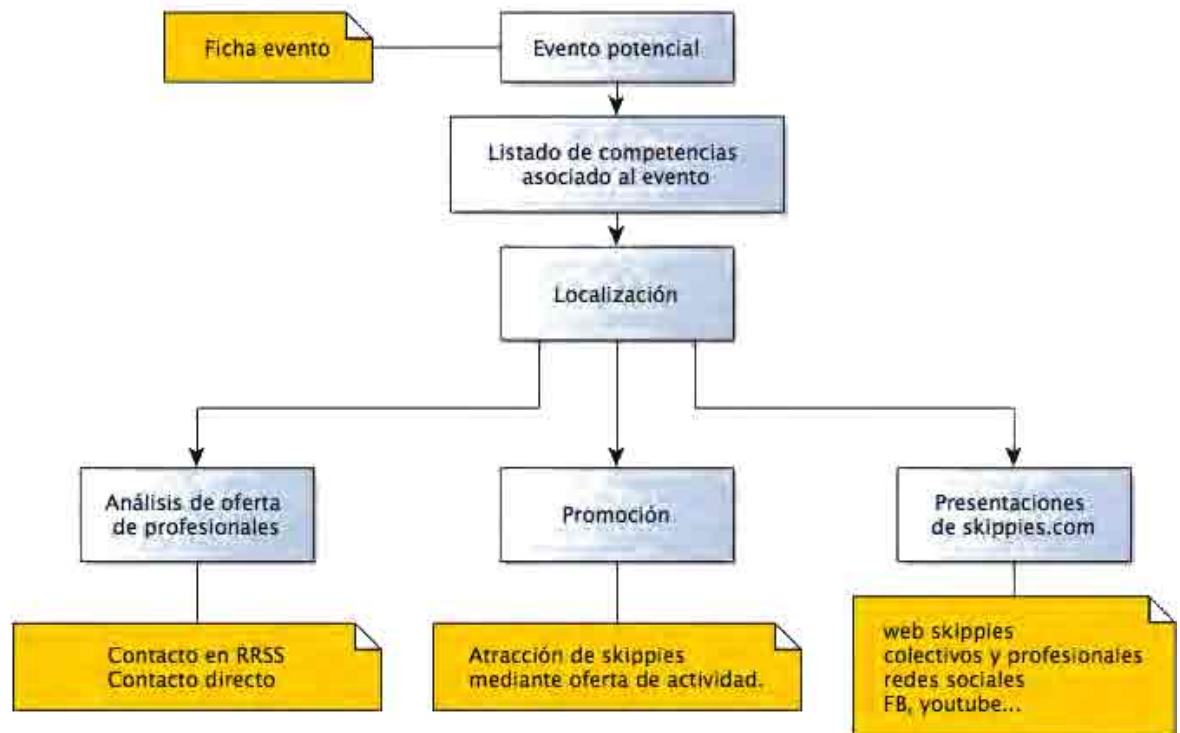 Ficha evento
Evento potencial
Listado de competencias
asociado al evento
Localización
Análisis de oferta
de profesionales
Promoción
Presentaciones
de skippies.com
Contacto en RRSS
Contacto directo
Atracción de skippies
mediante oferta de actividad.
web skippies
colectivos y profesionales
redes sociales
FB, youtube...